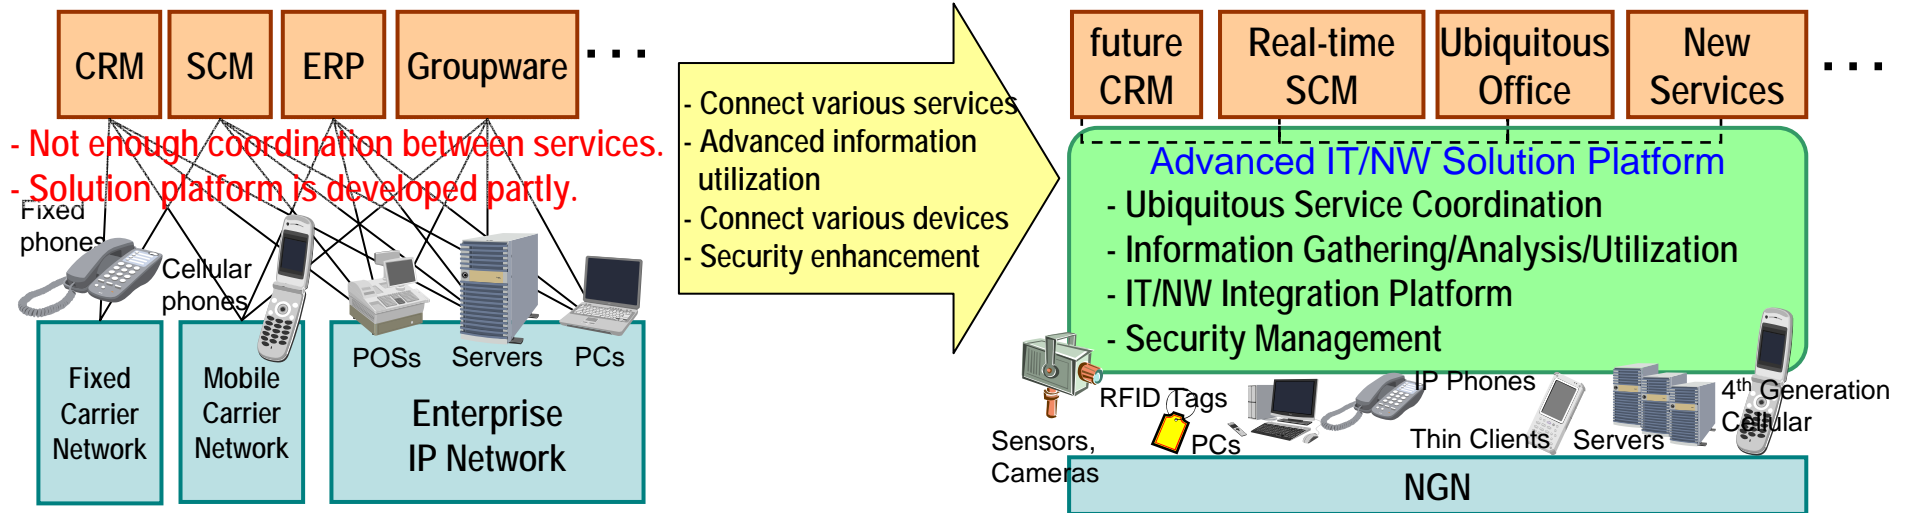 CRM
SCM
ERP
Groupware
...
- Not enough coordination between services.
- Solution platform is developed partly.
Fixed
phones
Cellular
phones
POSs
Servers
PCs
Fixed
Carrier
Network
Mobile
Carrier
Network
Enterprise
IP Network
- Connect various services
- Advanced information
utilization
- Connect various devices
- Security enhancement
future
CRM
Real-time
SCM
Ubiquitous
Office
New
Services
...
Advanced IT/NW Solution Platform
- Ubiquitous Service Coordination
- Information Gathering/Analysis/Utilization
- IT/NW Integration Platform
- Security Management
Sensors,
Cameras
RFID Tags
PCs
IP Phones
Thin Clients
Servers
4th Generation
Cellular
NGN